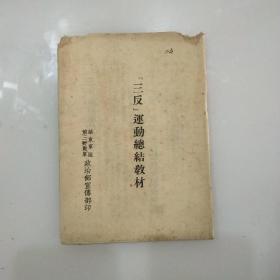 「三反」運動總結教材
華東軍區
第三野戰軍
政治部宣傳部印